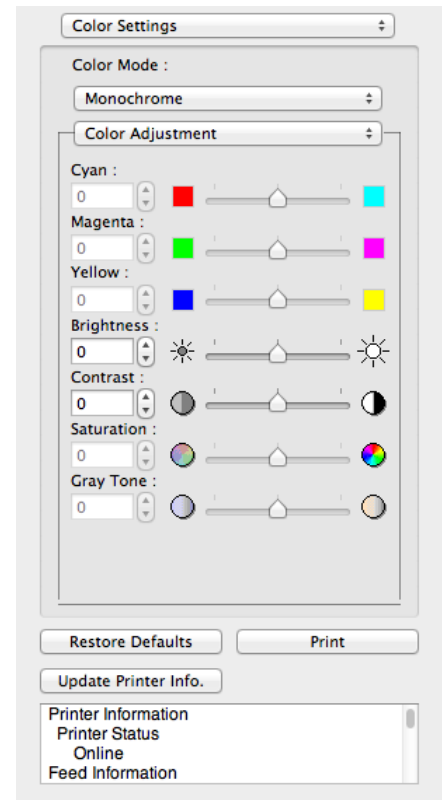 Color Settings
Color Mode :
Monochrome
Color Adjustment
Cyan :
0
Magenta :
0
Yellow :
0
Brightness :
0
Contrast :
0
Saturation :
0
Gray Tone :
0
Restore Defaults
Print
Update Printer Info.
Printer Information
Printer Status
Online
Feed Information